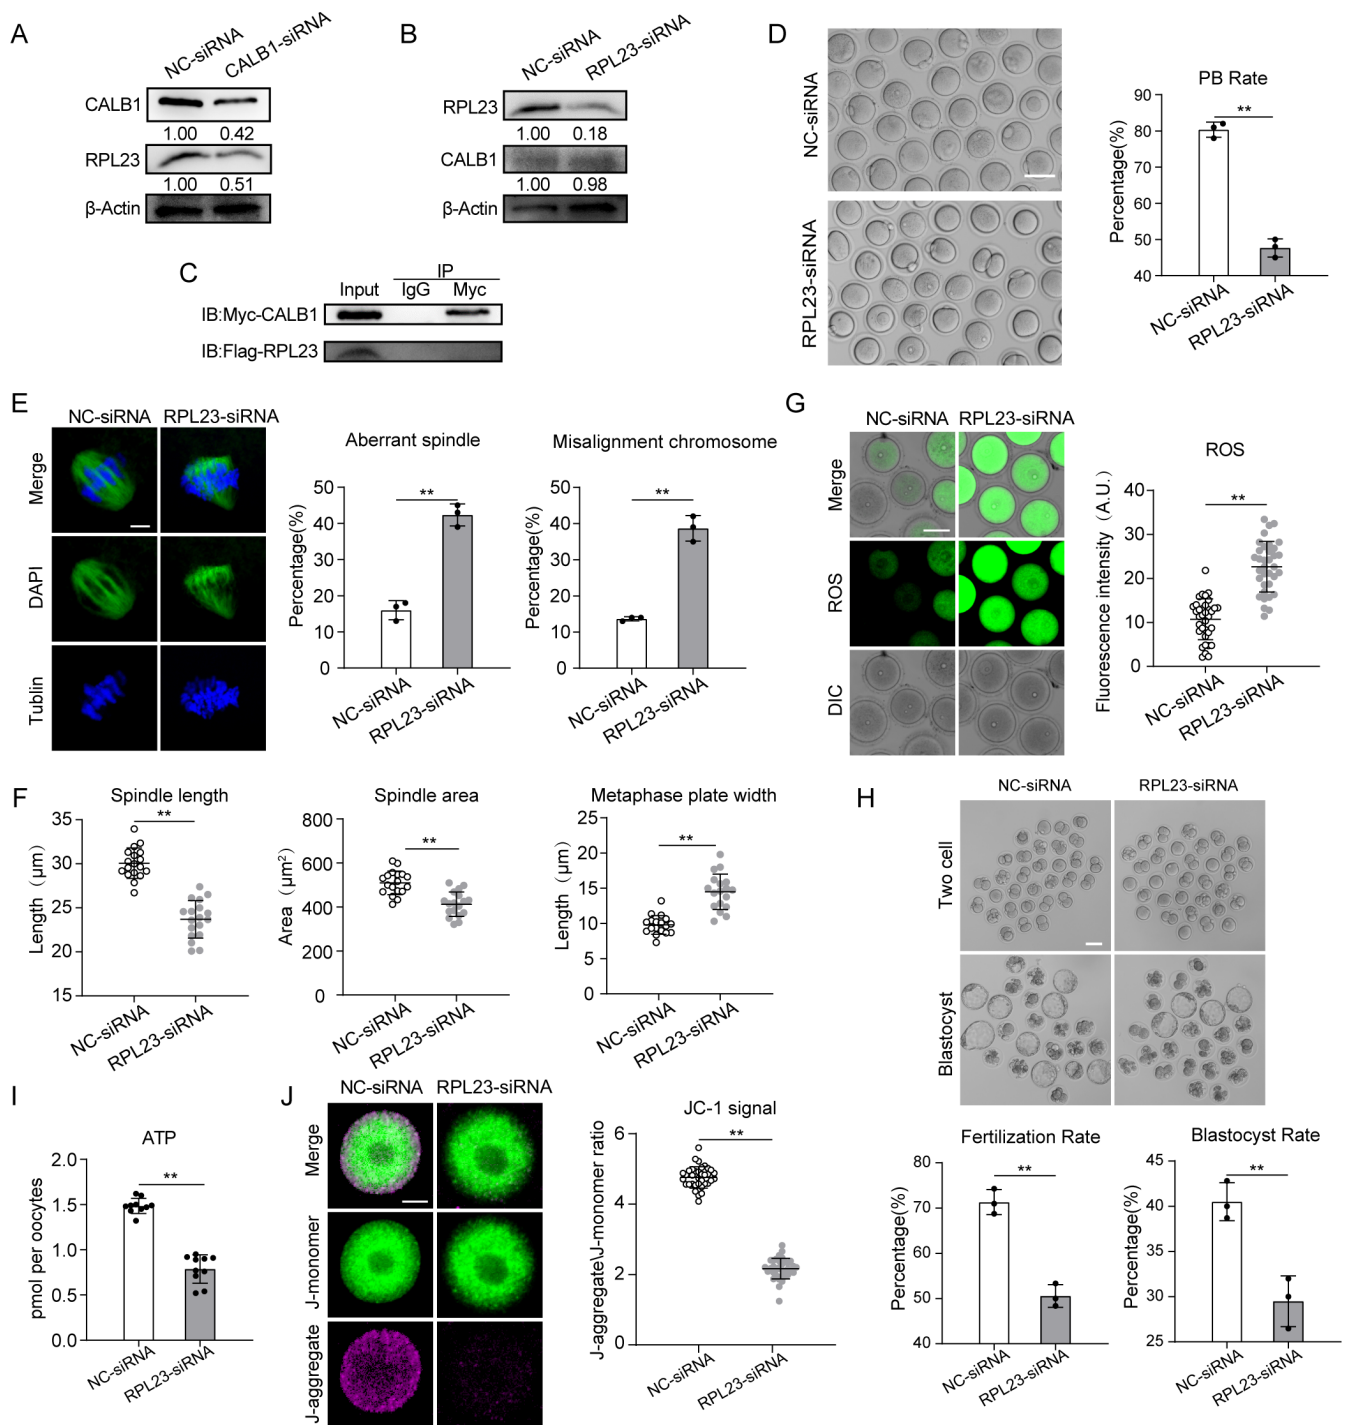 A
NC-siRNA
CALB1-siRNA
CALB1
1.00 0.42
RPL23
1.00 0.51
β-Actin
B
NC-siRNA
RPL23-siRNA
RPL23
1.00 0.18
CALB1
1.00 0.98
β-Actin
C
IP
Input IgG Myc
IB:Myc-CALB1
IB:Flag-RPL23
D
NC-siRNA
RPL23-siRNA
PB Rate
Percentage(%)
90
80
70
60
50
40
**
NC-siRNA
RPL23-siRNA
E
NC-siRNA RPL23-siRNA
Merge
DAPI
Tublin
Aberrant spindle
Percentage(%)
50
40
30
20
10
0
**
NC-siRNA
RPL23-siRNA
Misalignment chromosome
Percentage(%)
50
40
30
20
10
0
**
NC-siRNA
RPL23-siRNA
G
NC-siRNA RPL23-siRNA
Merge
ROS
DIC
ROS
Fluorescence intensity (A.U.)
40
30
20
10
0
**
NC-siRNA
RPL23-siRNA
F
Spindle length
Length (μm)
35
30
25
20
15
**
NC-siRNA
RPL23-siRNA
Spindle area
Area (μm²)
800
600
400
200
0
**
NC-siRNA
RPL23-siRNA
Metaphase plate width
Length (μm)
25
20
15
10
5
0
**
NC-siRNA
RPL23-siRNA
H
NC-siRNA RPL23-siRNA
Two cell
Blastocyst
Fertilization Rate
Percentage(%)
80
70
60
50
40
**
NC-siRNA
RPL23-siRNA
Blastocyst Rate
Percentage(%)
45
40
35
30
25
**
NC-siRNA
RPL23-siRNA
I
ATP
pmol per oocytes
2.0
1.5
1.0
0.5
0.0
**
NC-siRNA
RPL23-siRNA
J
NC-siRNA RPL23-siRNA
Merge
J-monomer
J-aggregate
JC-1 signal
J-aggregate\J-monomer ratio
6
4
2
0
**
NC-siRNA
RPL23-siRNA